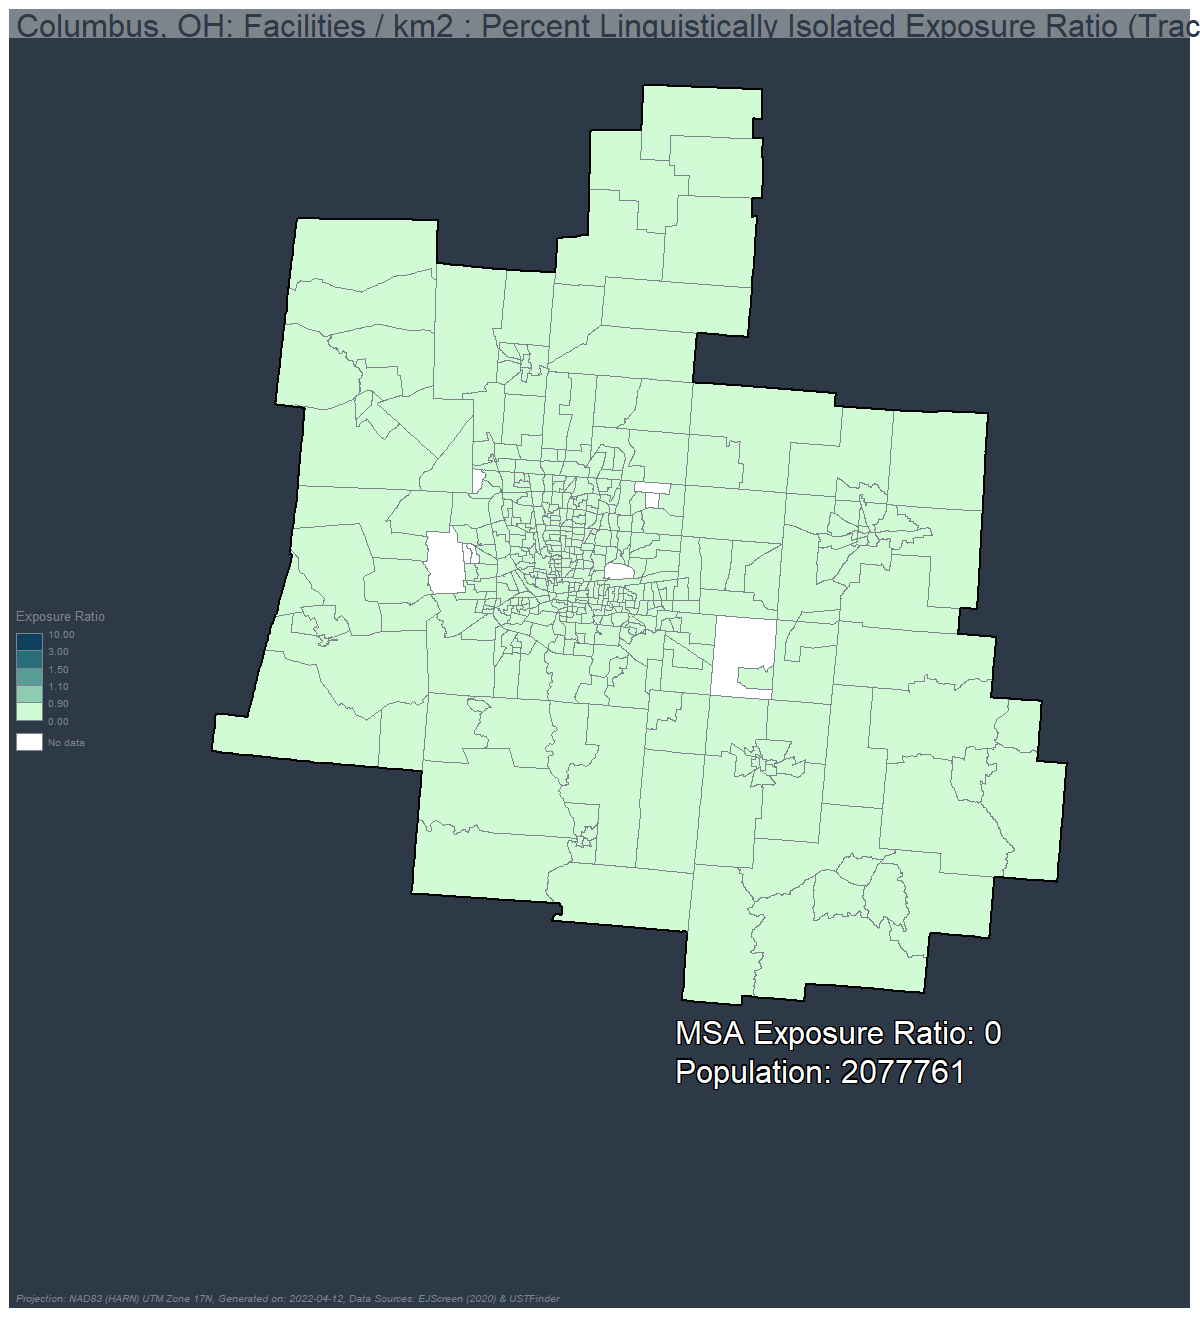 Columbus, OH: Facilities / km2 : Percent Linguistically Isolated Exposure Ratio (Trac
Exposure Ratio
10.00
3.00
1.50
1.10
0.90
0.00
No data
MSA Exposure Ratio: 0
Population: 2077761
Projection: NAD83 (HARN) UTM Zone 17N, Generated on: 2022-04-12, Data Sources: EJScreen (2020) & USTFinder